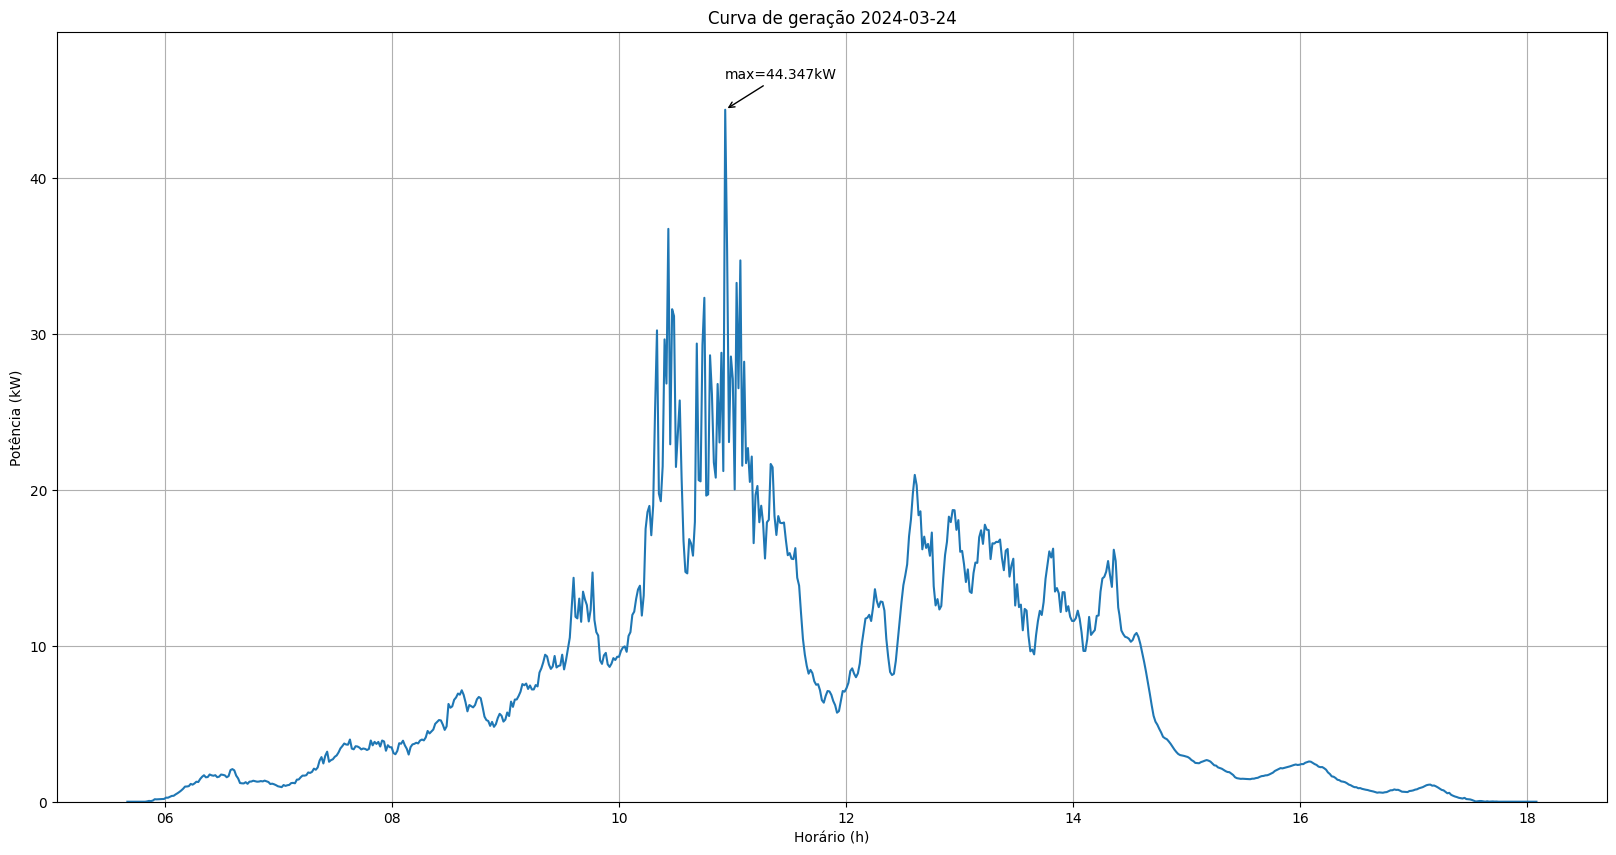 Curva de geração 2024-03-24
max=44.347kW
Potência (kW)
40
30
20
10
0
06 08 10 12 14 16 18
Horário (h)